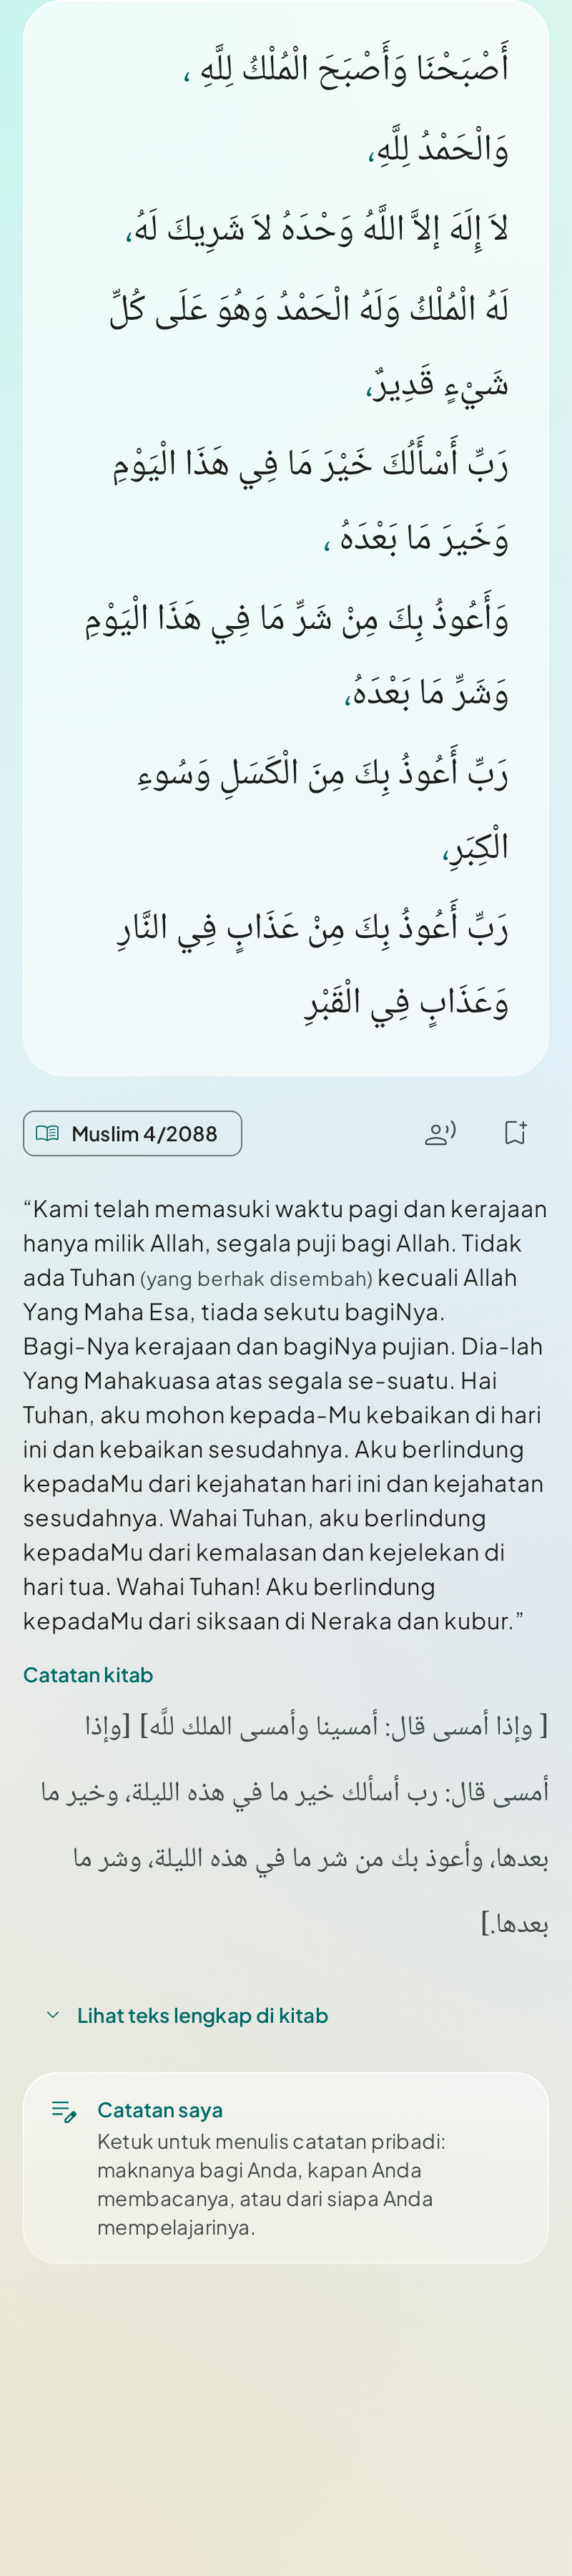 أَصْبَحْنَا وَأَصْبَحَ الْمُلْكُ لِلَّهِ ،
وَالْحَمْدُ لِلَّهِ،
لاَ إِلَهَ إلاَّ اللَّهُ وَحْدَهُ لاَ شَرِيكَ لَهُ،
لَهُ الْمُلْكُ وَلَهُ الْحَمْدُ وَهُوَ عَلَى كُلِّ
شَيْءٍ قَدِيرٌ،
رَبِّ أَسْأَلُكَ خَيْرَ مَا فِي هَذَا الْيَوْمِ
وَخَيرَ مَا بَعْدَهُ ،
وَأَعُوذُ بِكَ مِنْ شَرِّ مَا فِي هَذَا الْيَوْمِ
وَشَرِّ مَا بَعْدَهُ،
رَبِّ أَعُوذُ بِكَ مِنَ الْكَسَلِ وَسُوءِ
الْكِبَرِ،
رَبِّ أَعُوذُ بِكَ مِنْ عَذَابٍ فِي النَّارِ
وَعَذَابٍ فِي الْقَبْرِ
Muslim 4/2088
“Kami telah memasuki waktu pagi dan kerajaan
hanya milik Allah, segala puji bagi Allah. Tidak
ada Tuhan (yang berhak disembah) kecuali Allah
Yang Maha Esa, tiada sekutu bagiNya.
Bagi-Nya kerajaan dan bagiNya pujian. Dia-lah
Yang Mahakuasa atas segala se-suatu. Hai
Tuhan, aku mohon kepada-Mu kebaikan di hari
ini dan kebaikan sesudahnya. Aku berlindung
kepadaMu dari kejahatan hari ini dan kejahatan
sesudahnya. Wahai Tuhan, aku berlindung
kepadaMu dari kemalasan dan kejelekan di
hari tua. Wahai Tuhan! Aku berlindung
kepadaMu dari siksaan di Neraka dan kubur.”
Catatan kitab
[ وإذا أمسى قال: أمسينا وأمسى الملك للَّه] [وإذا
أمسى قال: رب أسألك خير ما في هذه الليلة، وخير ما
بعدها، وأعوذ بك من شر ما في هذه الليلة، وشر ما
بعدها.]
Lihat teks lengkap di kitab
Catatan saya
Ketuk untuk menulis catatan pribadi:
maknanya bagi Anda, kapan Anda
membacanya, atau dari siapa Anda
mempelajarinya.